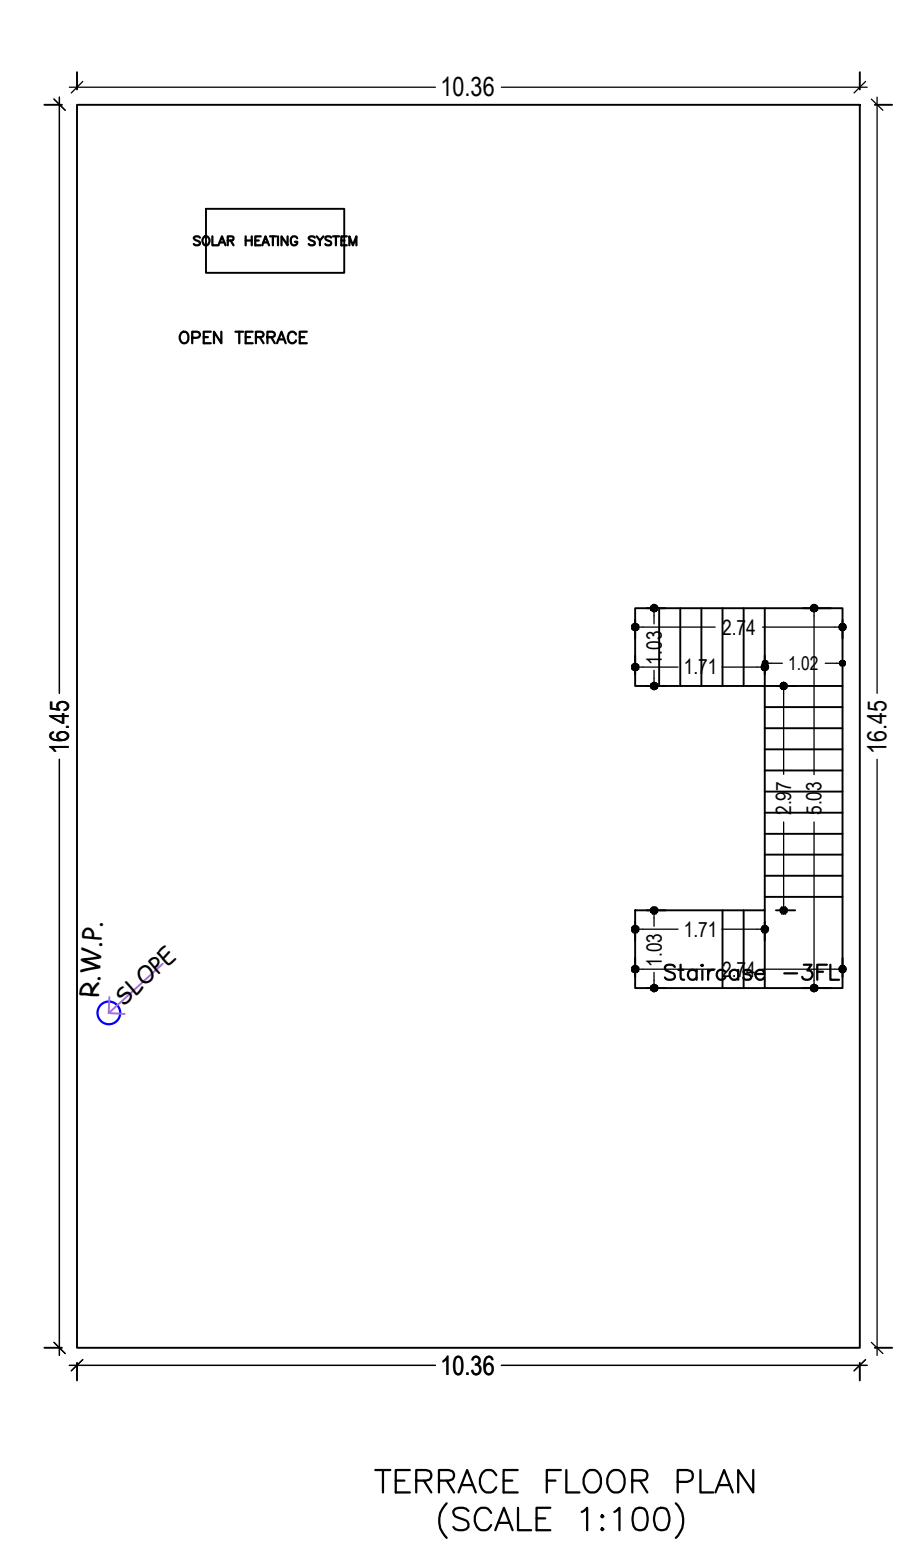 10.36
SOLAR HEATING SYSTEM
OPEN TERRACE
2.74
1.03
1.71
1.02
16.45
16.45
2.97
5.03
R.W.P.
SLOPE
1.71
1.03
2.74
Staircase -3FL
10.36
TERRACE FLOOR PLAN
(SCALE 1:100)